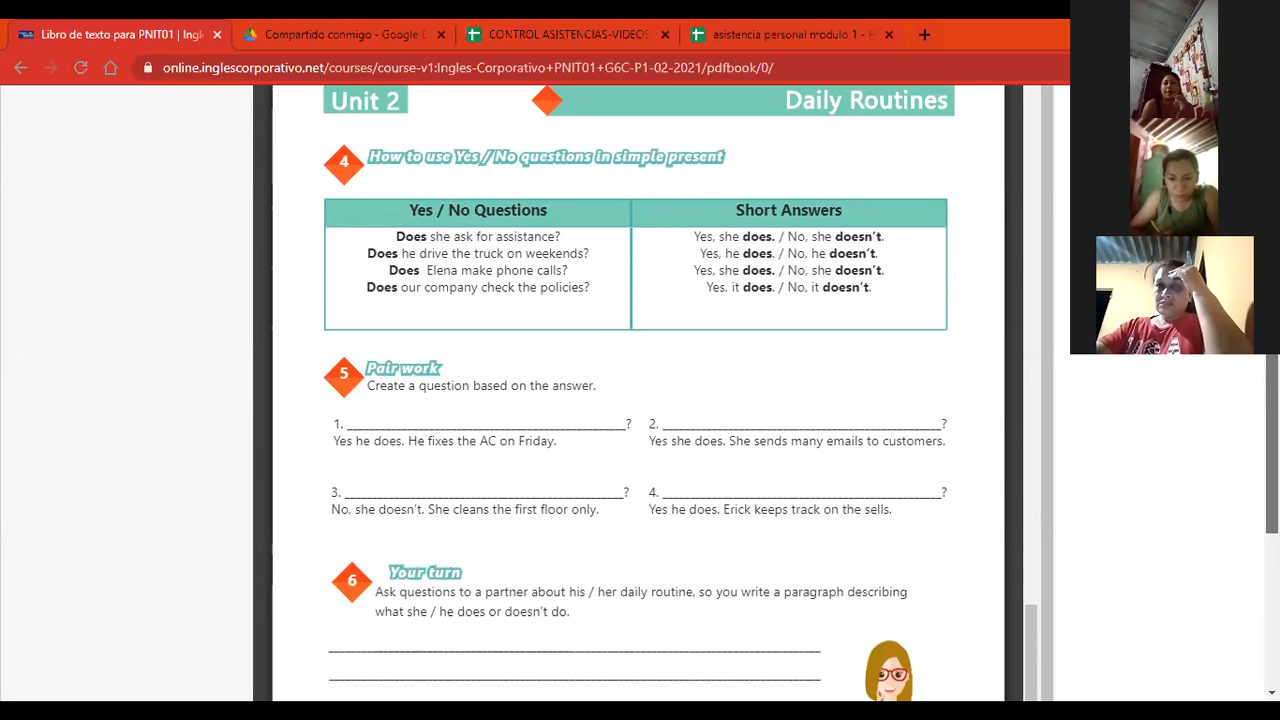 Libro de texto para PNIT01 | Ingl
Compartido conmigo - Google D
CONTROL ASISTENCIAS-VIDEOS
asistencia personal modulo 1 - H
online.inglescorporativo.net/courses/course-v1:Ingles-Corporativo+PNIT01+G6C-P1-02-2021/pdfbook/0/
Unit 2
Daily Routines
4
How to use Yes / No questions in simple present
Yes / No Questions
Short Answers
Does she ask for assistance?
Yes, she does. / No, she doesn't.
Does he drive the truck on weekends?
Yes, he does. / No, he doesn't.
Does Elena make phone calls?
Yes, she does. / No, she doesn't.
Does our company check the policies?
Yes, it does. / No, it doesn't.
5
Pair work
Create a question based on the answer.
1. ______________________________________?
2. ______________________________________?
Yes he does. He fixes the AC on Friday.
Yes she does. She sends many emails to customers.
3. ______________________________________?
4. ______________________________________?
No, she doesn't. She cleans the first floor only.
Yes he does. Erick keeps track on the sells.
6
Your turn
Ask questions to a partner about his / her daily routine, so you write a paragraph describing
what she / he does or doesn't do.